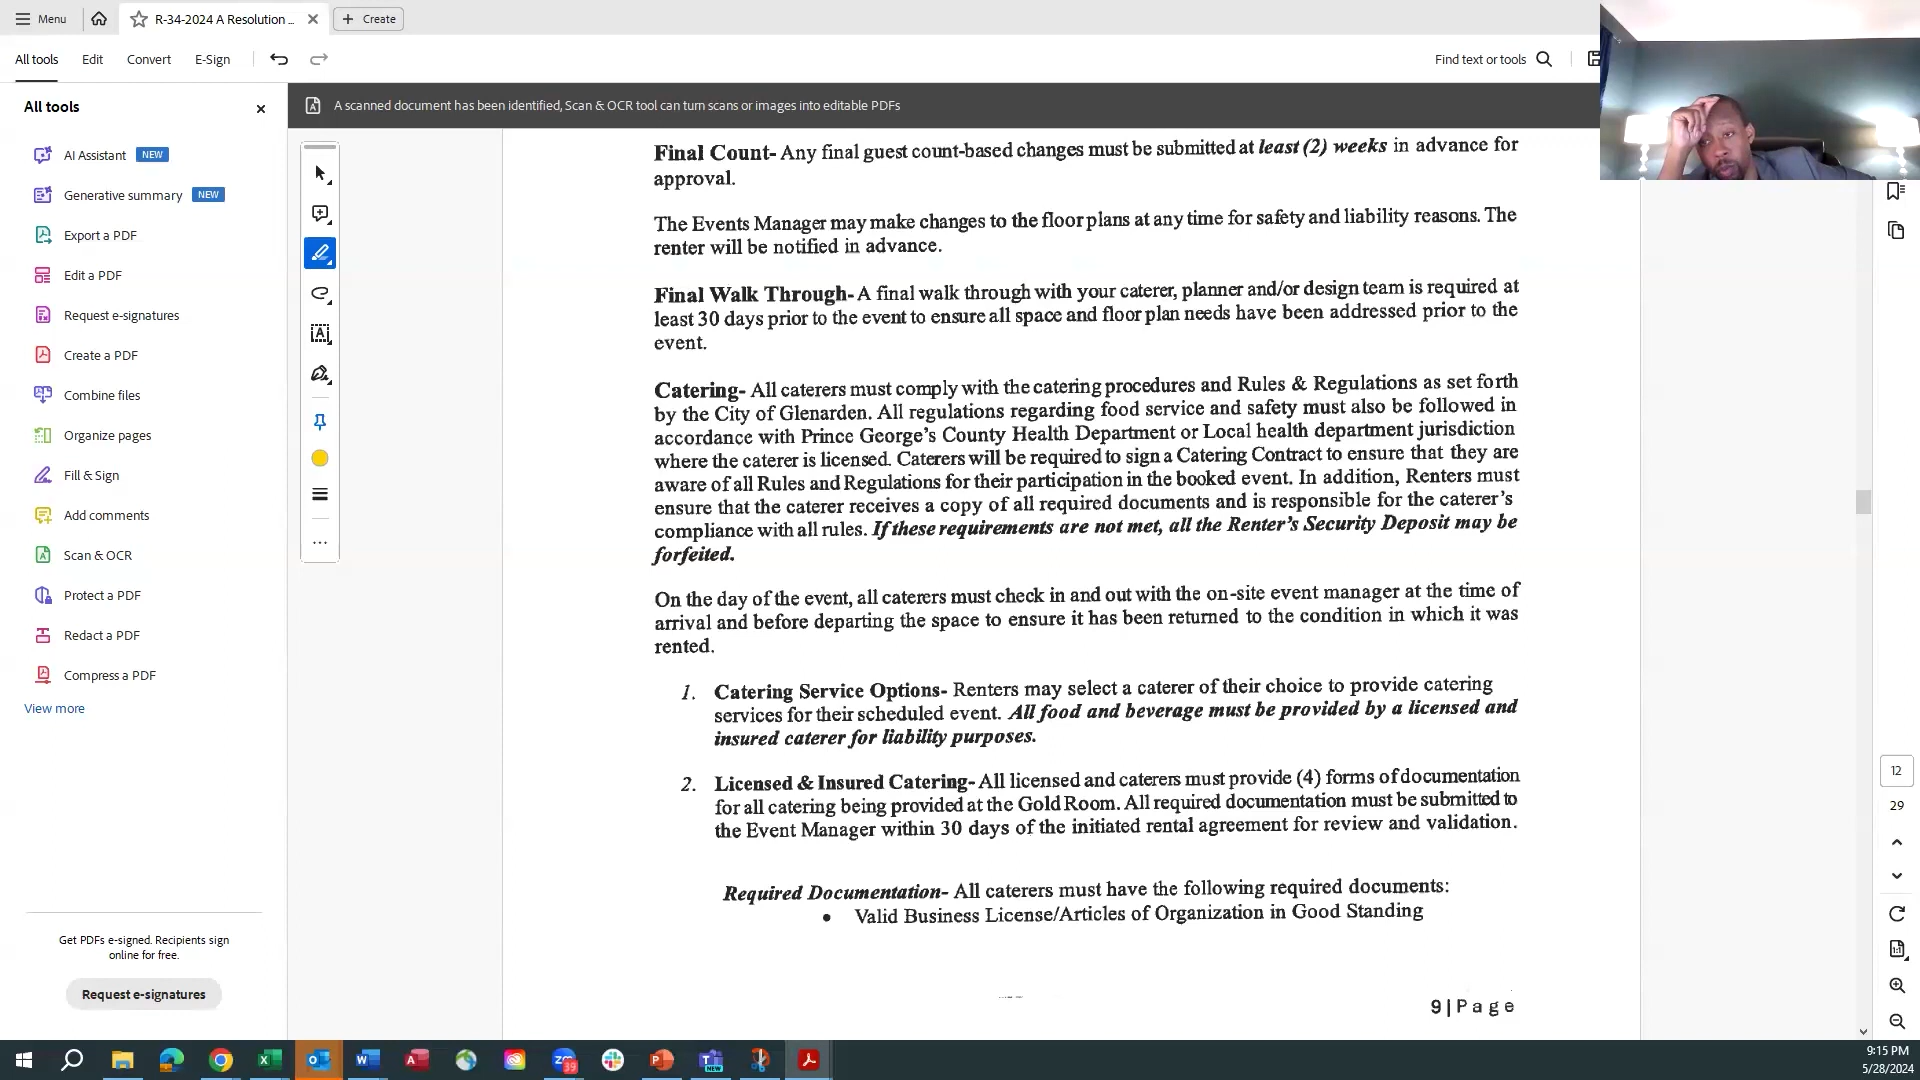 Menu
R-34-2024 A Resolution ...
Create
All tools
Edit
Convert
E-Sign
Find text or tools
All tools
A scanned document has been identified, Scan & OCR tool can turn scans or images into editable PDFs
AI Assistant NEW
Generative summary NEW
Export a PDF
Edit a PDF
Request e-signatures
Create a PDF
Combine files
Organize pages
Fill & Sign
Add comments
Scan & OCR
Protect a PDF
Redact a PDF
Compress a PDF
View more
Get PDFs e-signed. Recipients sign
online for free.
Request e-signatures
Final Count- Any final guest count-based changes must be submitted at least (2) weeks in advance for
approval.
The Events Manager may make changes to the floor plans at any time for safety and liability reasons. The
renter will be notified in advance.
Final Walk Through- A final walk through with your caterer, planner and/or design team is required at
least 30 days prior to the event to ensure all space and floor plan needs have been addressed prior to the
event.
Catering- All caterers must comply with the catering procedures and Rules & Regulations as set forth
by the City of Glenarden. All regulations regarding food service and safety must also be followed in
accordance with Prince George's County Health Department or Local health department jurisdiction
where the caterer is licensed. Caterers will be required to sign a Catering Contract to ensure that they are
aware of all Rules and Regulations for their participation in the booked event. In addition, Renters must
ensure that the caterer receives a copy of all required documents and is responsible for the caterer's
compliance with all rules. If these requirements are not met, all the Renter's Security Deposit may be
forfeited.
On the day of the event, all caterers must check in and out with the on-site event manager at the time of
arrival and before departing the space to ensure it has been returned to the condition in which it was
rented.
1. Catering Service Options- Renters may select a caterer of their choice to provide catering
services for their scheduled event. All food and beverage must be provided by a licensed and
insured caterer for liability purposes.
2. Licensed & Insured Catering- All licensed and caterers must provide (4) forms of documentation
for all catering being provided at the Gold Room. All required documentation must be submitted to
the Event Manager within 30 days of the initiated rental agreement for review and validation.
Required Documentation- All caterers must have the following required documents:
• Valid Business License/Articles of Organization in Good Standing
9 | Page
12
29
39
NEW
9:15 PM
5/28/2024